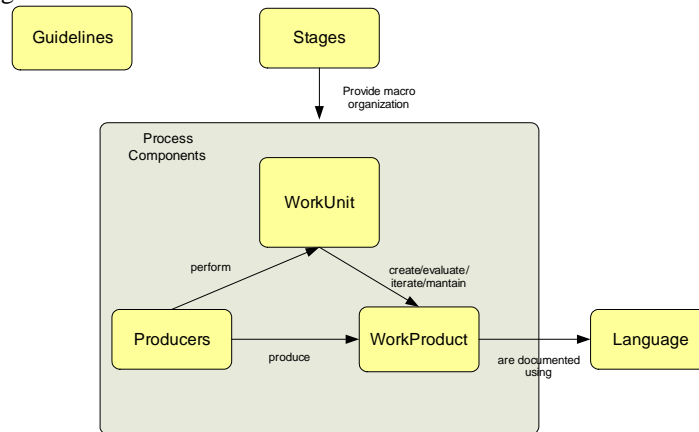 g
Guidelines
Stages
Provide macro
organization
Process
Components
WorkUnit
perform
create/evaluate/
iterate/mantain
Producers
WorkProduct
Language
produce
are documented
using